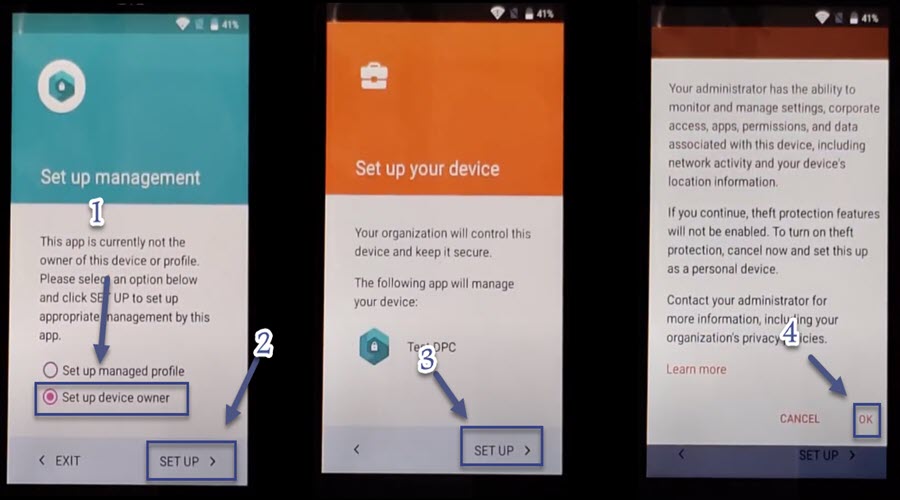 41%
Set up management
1
This app is currently not the
owner of this device or profile.
Please select an option below
and click SET UP to set up
appropriate management by this
app.
Set up managed profile
Set up device owner
2
< EXIT
SET UP >
41%
Set up your device
Your organization will control this
device and keep it secure.
The following app will manage
your device:
Test DPC
3
<
SET UP >
41%
Your administrator has the ability to
monitor and manage settings, corporate
access, apps, permissions, and data
associated with this device, including
network activity and your device's
location information.
If you continue, theft protection features
will not be enabled. To turn on theft
protection, cancel now and set this up
as a personal device.
Contact your administrator for
more information, including your
organization's privacy policies.
4
Learn more
CANCEL
OK
<
SET UP >